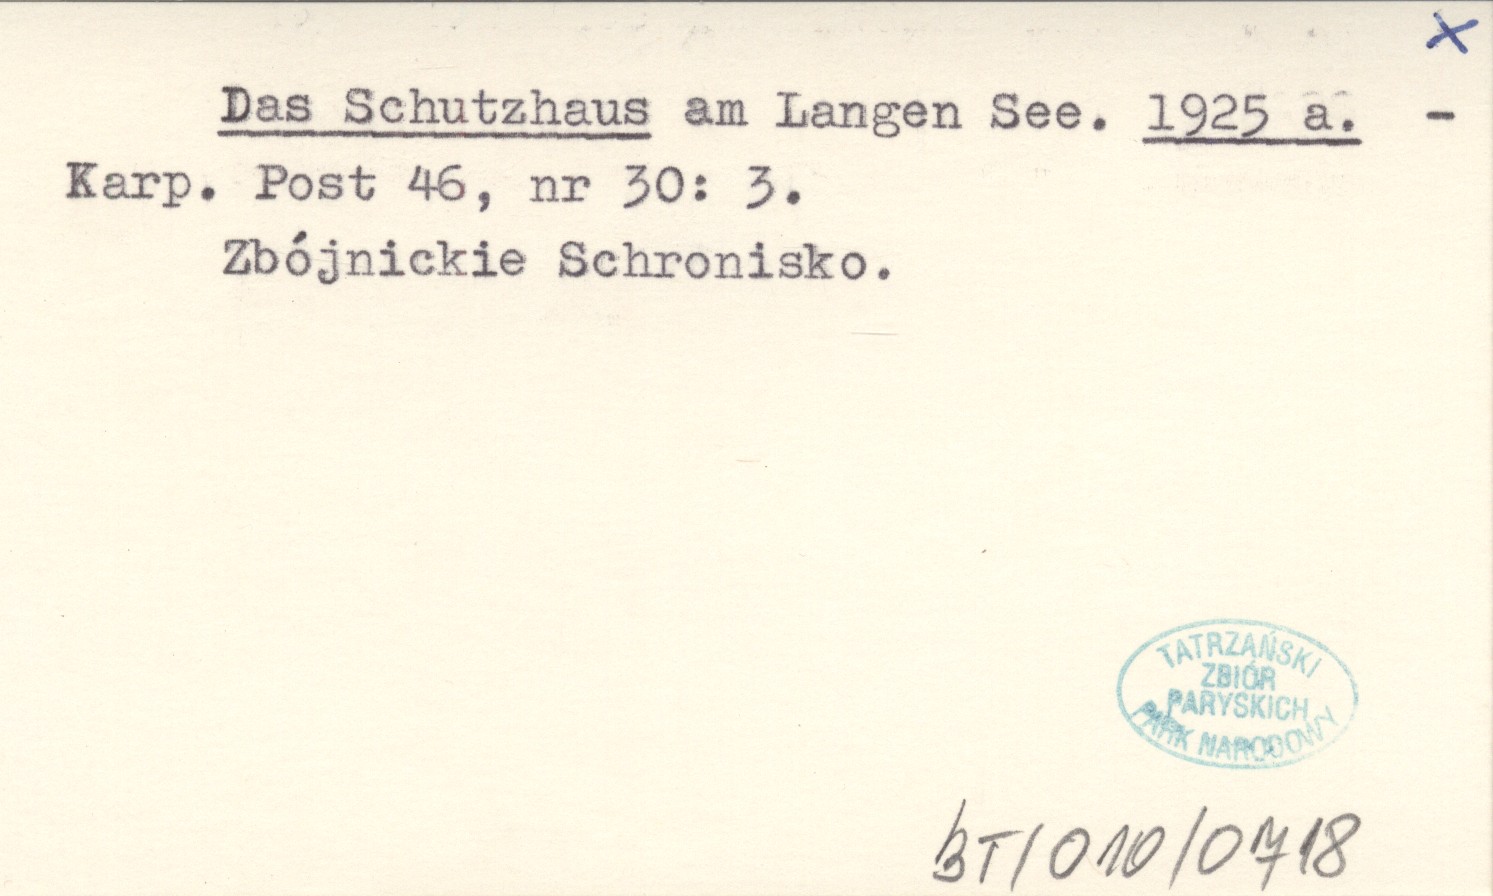 x
Das Schutzhaus am Langen See. 1925 a. -
Karp. Post 46, nr 30: 3.
Zbójnickie Schronisko.
TATRZAŃSKI
ZBIÓR
PARYSKICH
PARK NARODOWY
BT/010/0718